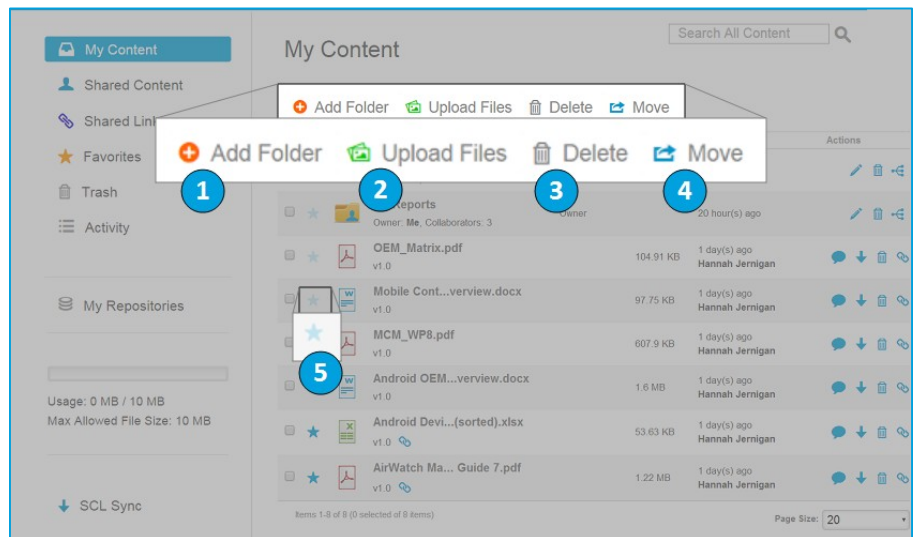 My Content
Shared Content
Shared Lin
Favorites
Trash
Activity
My Repositories
Usage: 0 MB / 10 MB
Max Allowed File Size: 10 MB
SCL Sync
My Content
Search All Content
Add Folder Upload Files Delete Move
Add Folder Upload Files Delete Move
1 2 3 4
Actions
Reports
Owner: Me, Collaborators: 3
Owner
20 hour(s) ago
OEM_Matrix.pdf
v1.0
104.91 KB
1 day(s) ago
Hannah Jernigan
Mobile Cont...verview.docx
v1.0
97.75 KB
1 day(s) ago
Hannah Jernigan
MCM_WP8.pdf
v1.0
607.9 KB
1 day(s) ago
Hannah Jernigan
5
Android OEM...verview.docx
v1.0
1.6 MB
1 day(s) ago
Hannah Jernigan
Android Devi...(sorted).xlsx
v1.0
53.63 KB
1 day(s) ago
Hannah Jernigan
AirWatch Ma... Guide 7.pdf
v1.0
1.22 MB
1 day(s) ago
Hannah Jernigan
Items 1-8 of 8 (0 selected of 8 items)
Page Size: 20